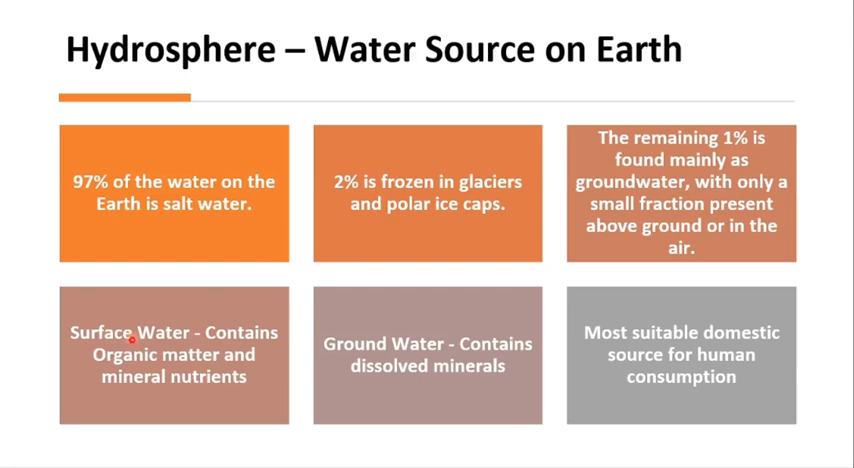 Hydrosphere – Water Source on Earth
97% of the water on the
Earth is salt water.
2% is frozen in glaciers
and polar ice caps.
The remaining 1% is
found mainly as
groundwater, with only a
small fraction present
above ground or in the
air.
Surface Water - Contains
Organic matter and
mineral nutrients
Ground Water - Contains
dissolved minerals
Most suitable domestic
source for human
consumption